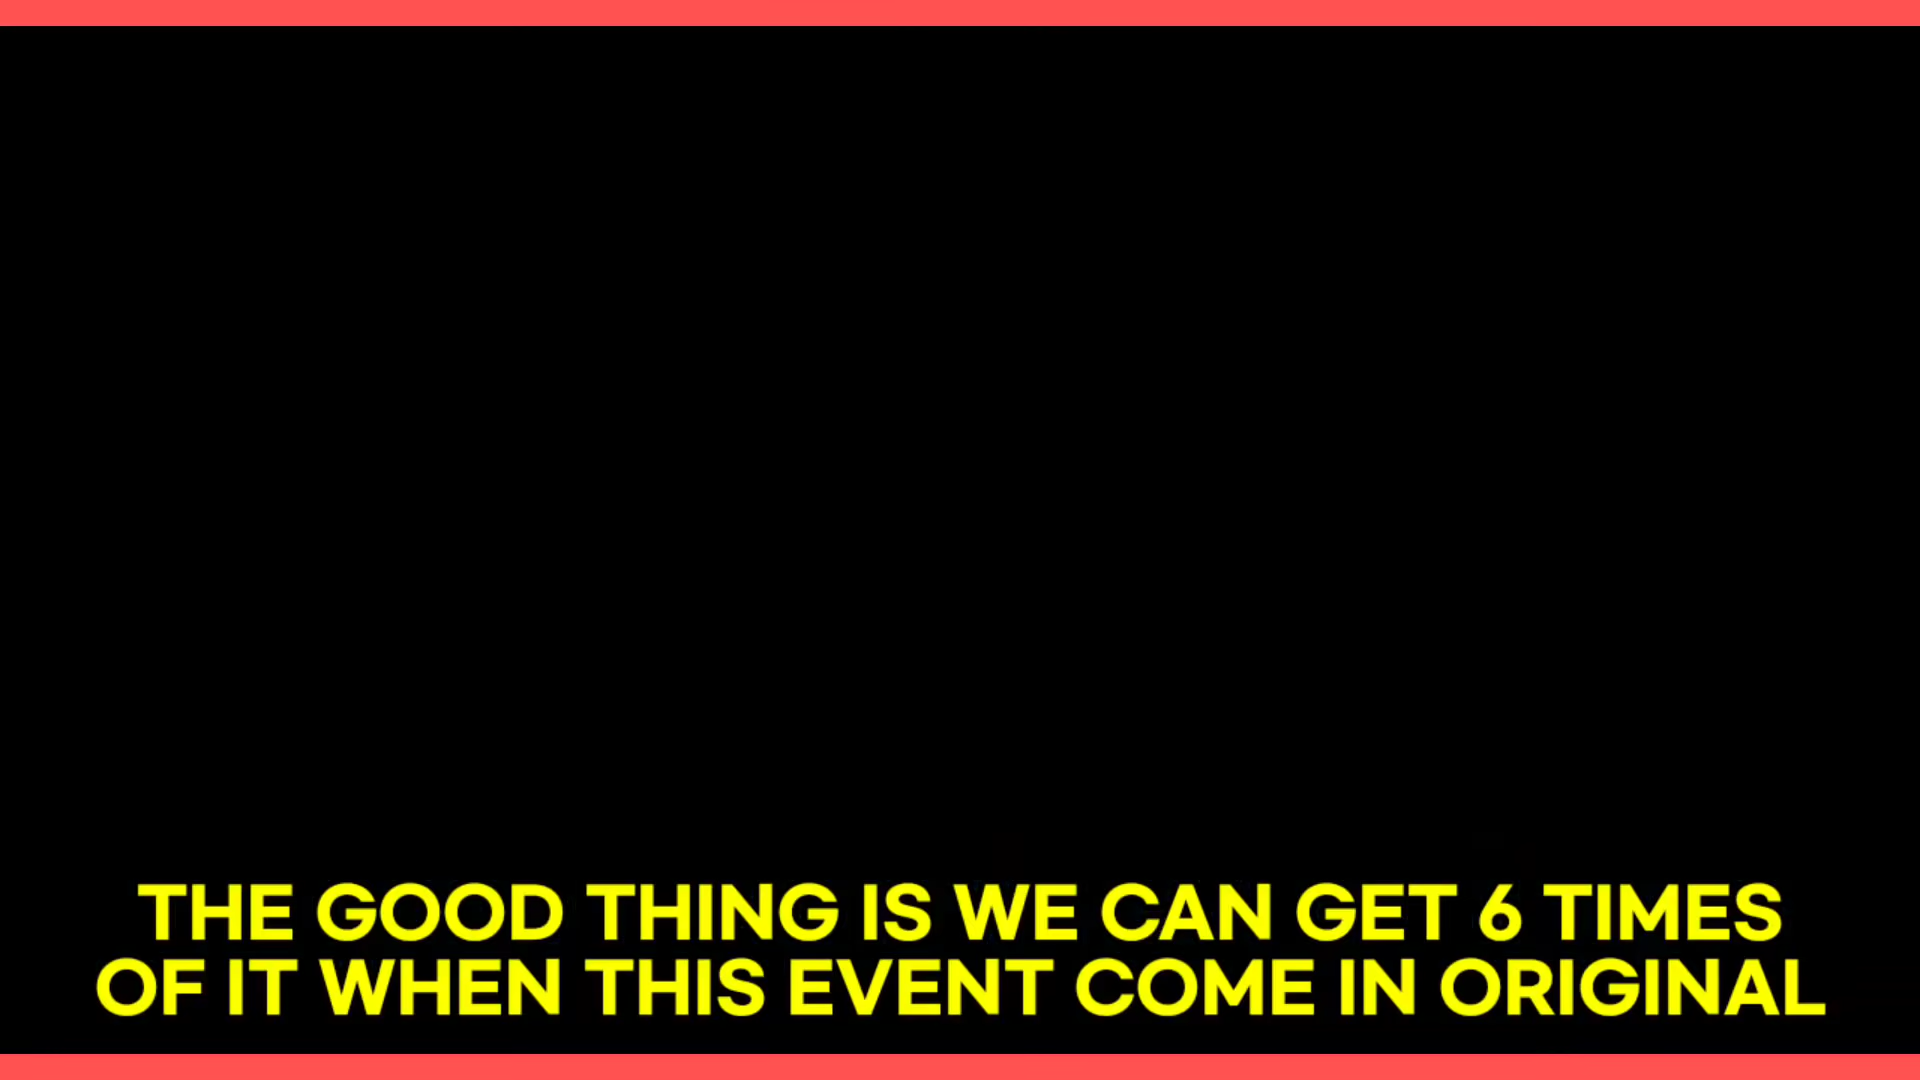 THE GOOD THING IS WE CAN GET 6 TIMES
OF IT WHEN THIS EVENT COME IN ORIGINAL